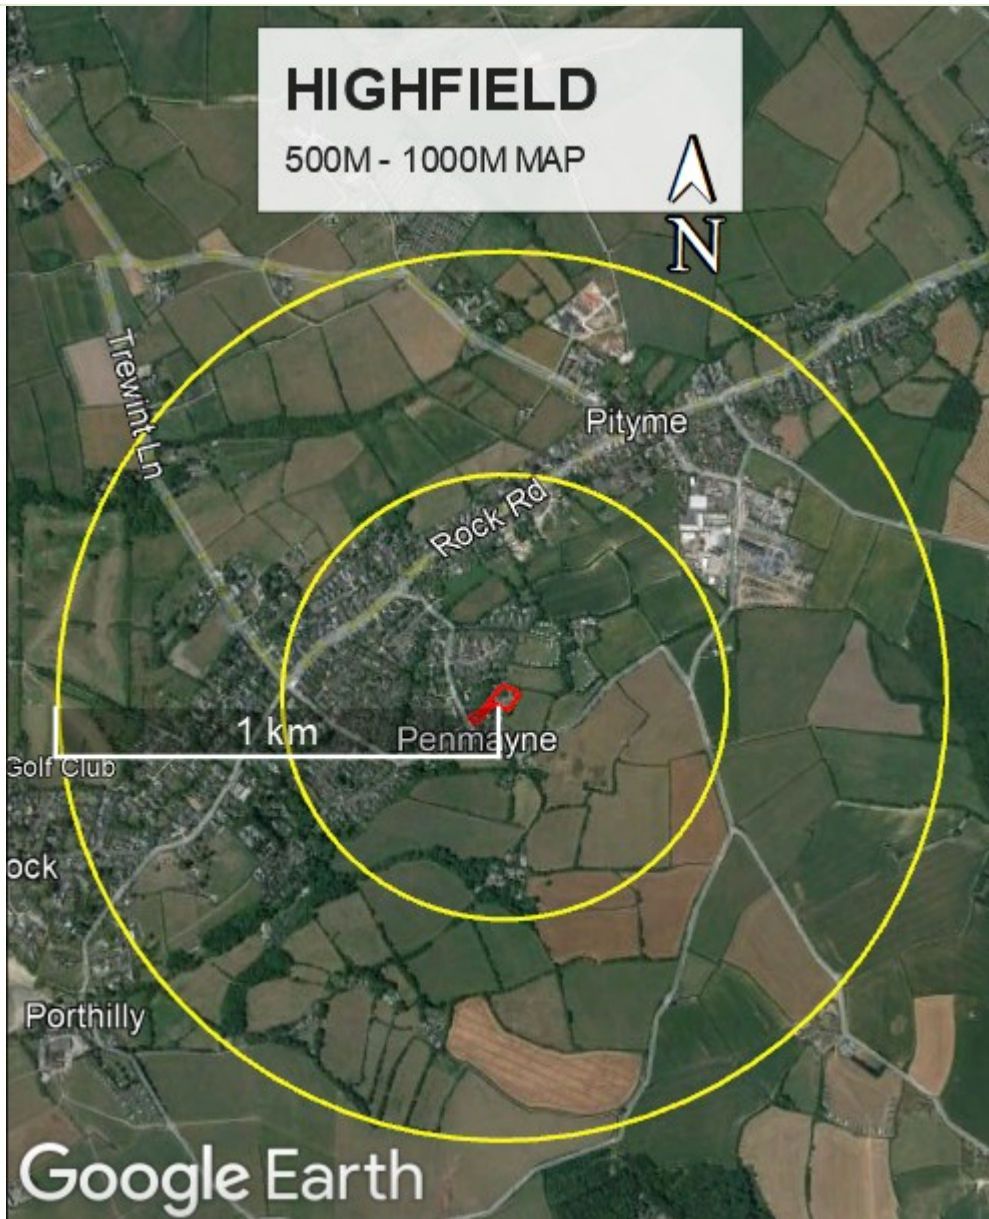 HIGHFIELD
500M - 1000M MAP
N
Trewint Ln
Pityme
Rock Rd
1 km
Penmayne
Golf Club
ock
Porthilly
Google Earth